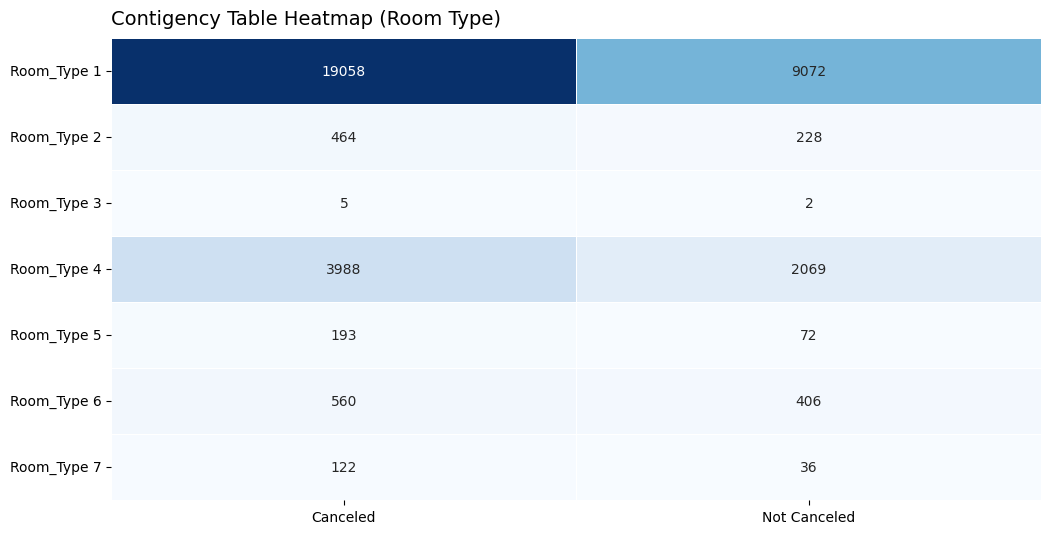 Contigency Table Heatmap (Room Type)
Room_Type 1 19058 9072
Room_Type 2 464 228
Room_Type 3 5 2
Room_Type 4 3988 2069
Room_Type 5 193 72
Room_Type 6 560 406
Room_Type 7 122 36
Canceled Not Canceled